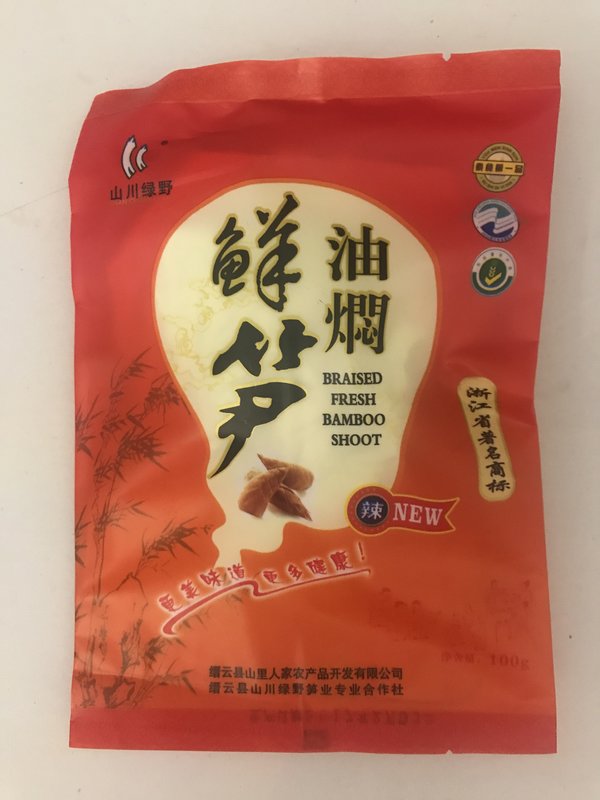 山川绿野
油焖
鲜笋
BRAISED
FRESH
BAMBOO
SHOOT
浙江省著名商标
辣 NEW
更美味道 更多健康!
净含量: 100g
缙云县山里人家农产品开发有限公司
缙云县山川绿野笋业专业合作社